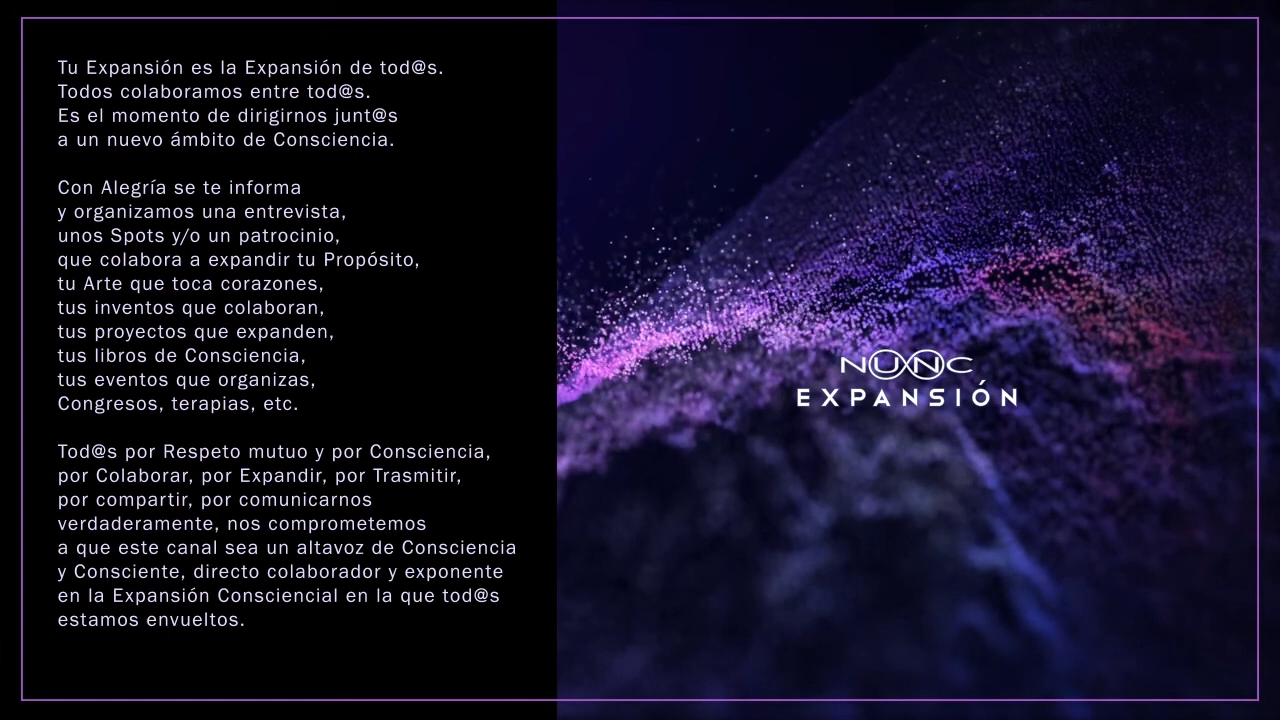 Tu Expansión es la Expansión de tod@s.
Todos colaboramos entre tod@s.
Es el momento de dirigirnos junt@s
a un nuevo ámbito de Consciencia.
Con Alegría se te informa
y organizamos una entrevista,
unos Spots y/o un patrocinio,
que colabora a expandir tu Propósito,
tu Arte que toca corazones,
tus inventos que colaboran,
tus proyectos que expanden,
tus libros de Consciencia,
tus eventos que organizas,
Congresos, terapias, etc.
Tod@s por Respeto mutuo y por Consciencia,
por Colaborar, por Expandir, por Trasmitir,
por compartir, por comunicarnos
verdaderamente, nos comprometemos
a que este canal sea un altavoz de Consciencia
y Consciente, directo colaborador y exponente
en la Expansión Consciencial en la que tod@s
estamos envueltos.
NUNC
EXPANSIÓN